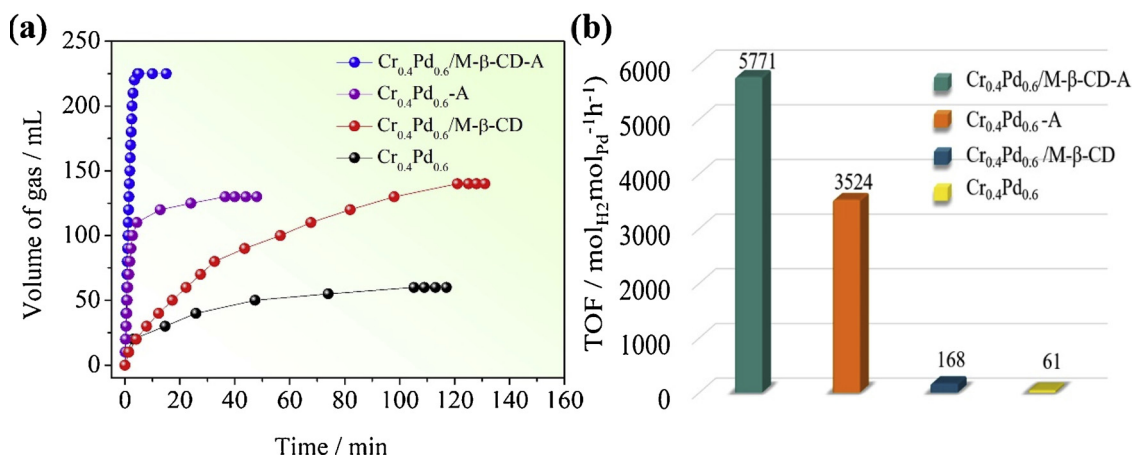 (a)
250
200
150
100
50
0
Volume of gas / mL
0 20 40 60 80 100 120 140 160
Time / min
Cr0.4Pd0.6/M-β-CD-A
Cr0.4Pd0.6-A
Cr0.4Pd0.6/M-β-CD
Cr0.4Pd0.6
(b)
6000
5000
4000
3000
2000
1000
0
TOF / molH2molPd-1h-1
5771
3524
168
61
Cr0.4Pd0.6/M-β-CD-A
Cr0.4Pd0.6 -A
Cr0.4Pd0.6 /M-β-CD
Cr0.4Pd0.6